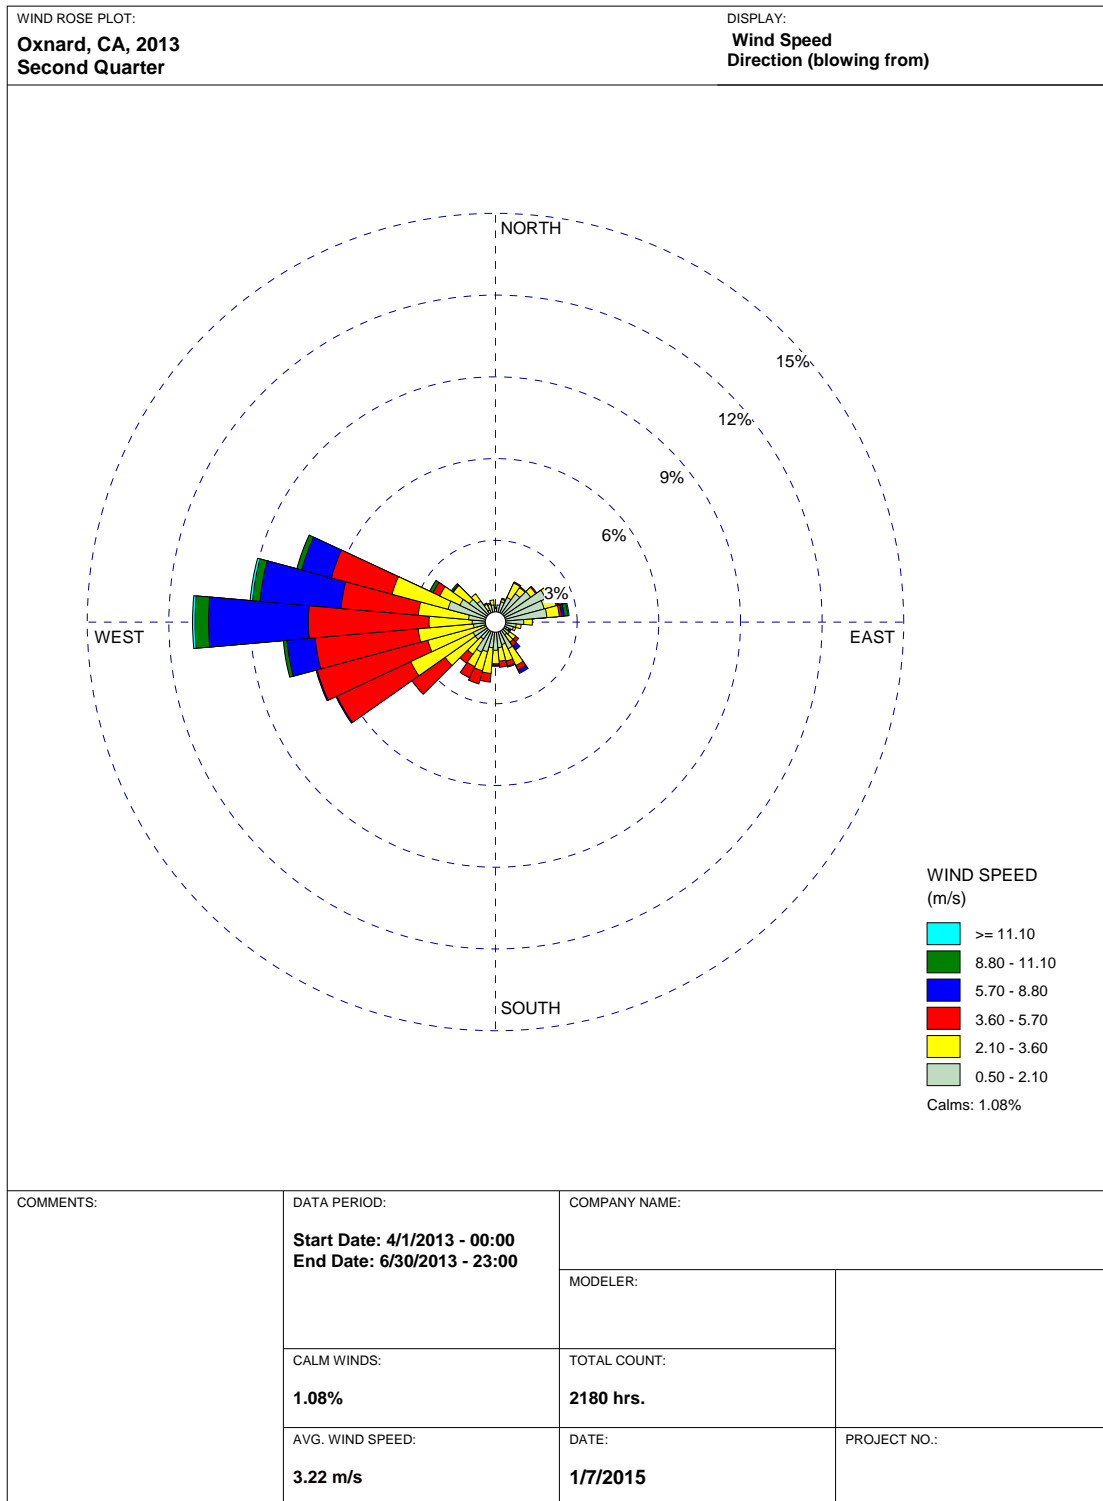 WIND ROSE PLOT:
Oxnard, CA, 2013
Second Quarter
DISPLAY:
Wind Speed
Direction (blowing from)
NORTH
15%
12%
9%
6%
3%
WEST
EAST
SOUTH
WIND SPEED
(m/s)
>= 11.10
8.80 - 11.10
5.70 - 8.80
3.60 - 5.70
2.10 - 3.60
0.50 - 2.10
Calms: 1.08%
COMMENTS:
DATA PERIOD:
Start Date: 4/1/2013 - 00:00
End Date: 6/30/2013 - 23:00
COMPANY NAME:
MODELER:
CALM WINDS:
1.08%
TOTAL COUNT:
2180 hrs.
AVG. WIND SPEED:
3.22 m/s
DATE:
1/7/2015
PROJECT NO.: